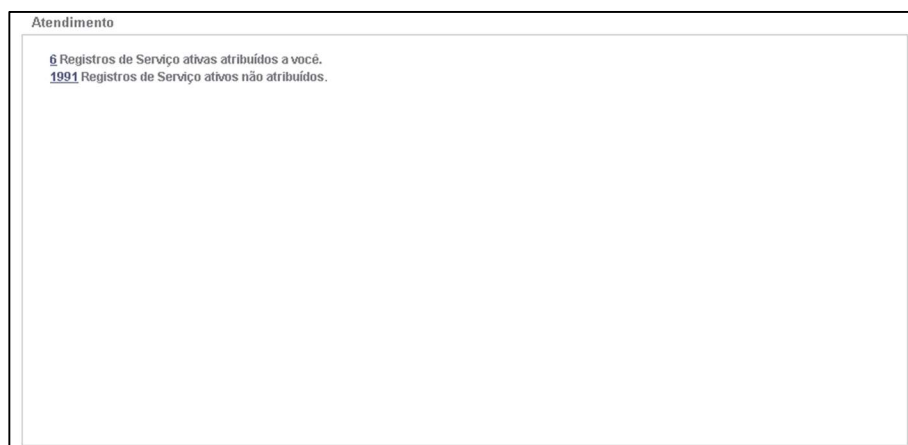 Atendimento
6 Registros de Serviço ativas atribuídos a você.
1991 Registros de Serviço ativos não atribuídos.